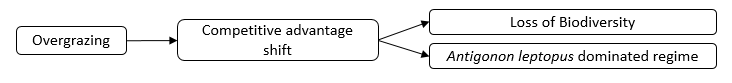 Overgrazing
Competitive advantage
shift
Loss of Biodiversity
Antigonon leptopus dominated regime